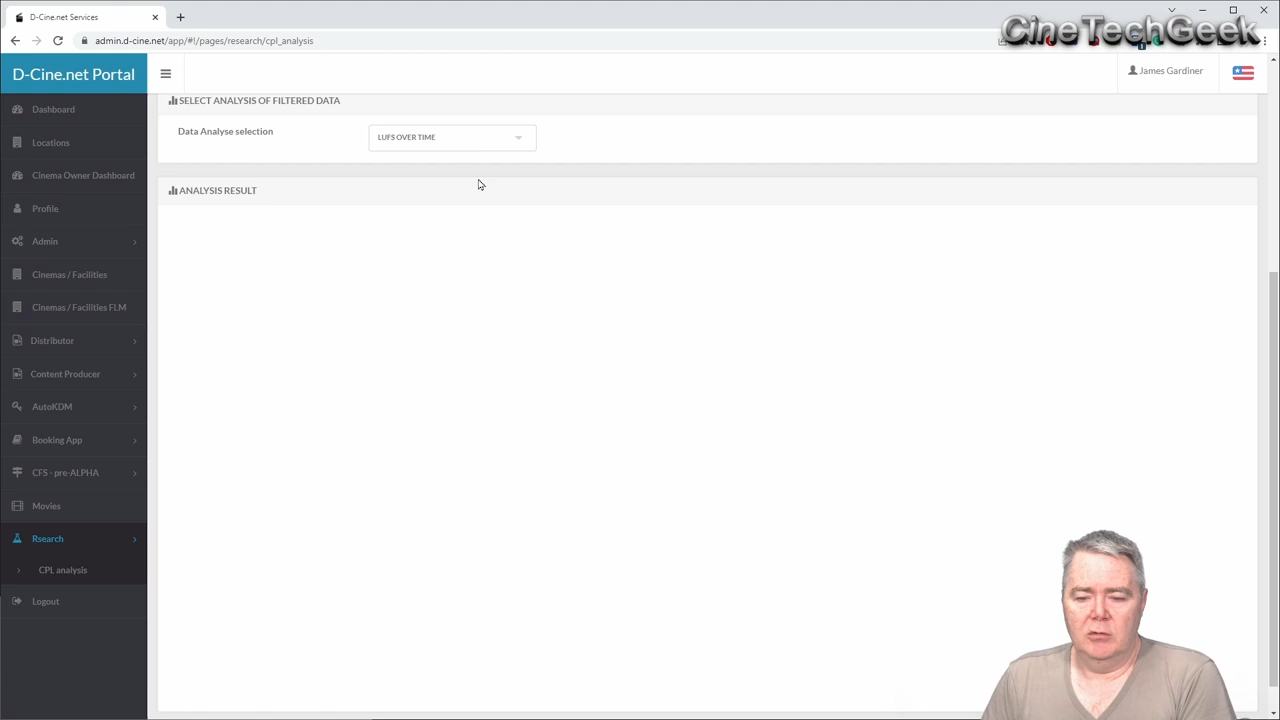 D-Cine.net Services
CineTechGeek
admin.d-cine.net/app/#!/pages/research/cpl_analysis
D-Cine.net Portal
James Gardiner
SELECT ANALYSIS OF FILTERED DATA
Data Analyse selection
LUFS OVER TIME
ANALYSIS RESULT
Dashboard
Locations
Cinema Owner Dashboard
Profile
Admin
Cinemas / Facilities
Cinemas / Facilities FLM
Distributor
Content Producer
AutoKDM
Booking App
CFS - pre-ALPHA
Movies
Rsearch
CPL analysis
Logout